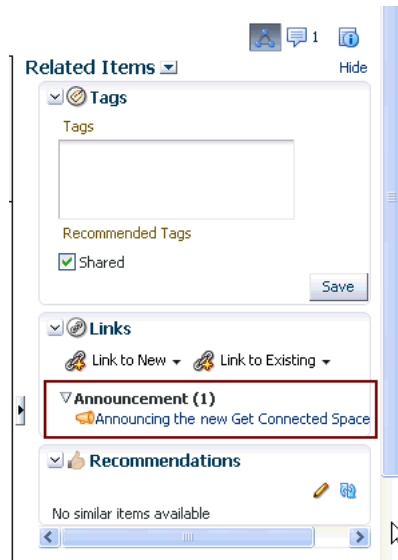 1
Related Items
Hide
Tags
Tags
Recommended Tags
Shared
Save
Links
Link to New Link to Existing
Announcement (1)
Announcing the new Get Connected Space
Recommendations
No similar items available